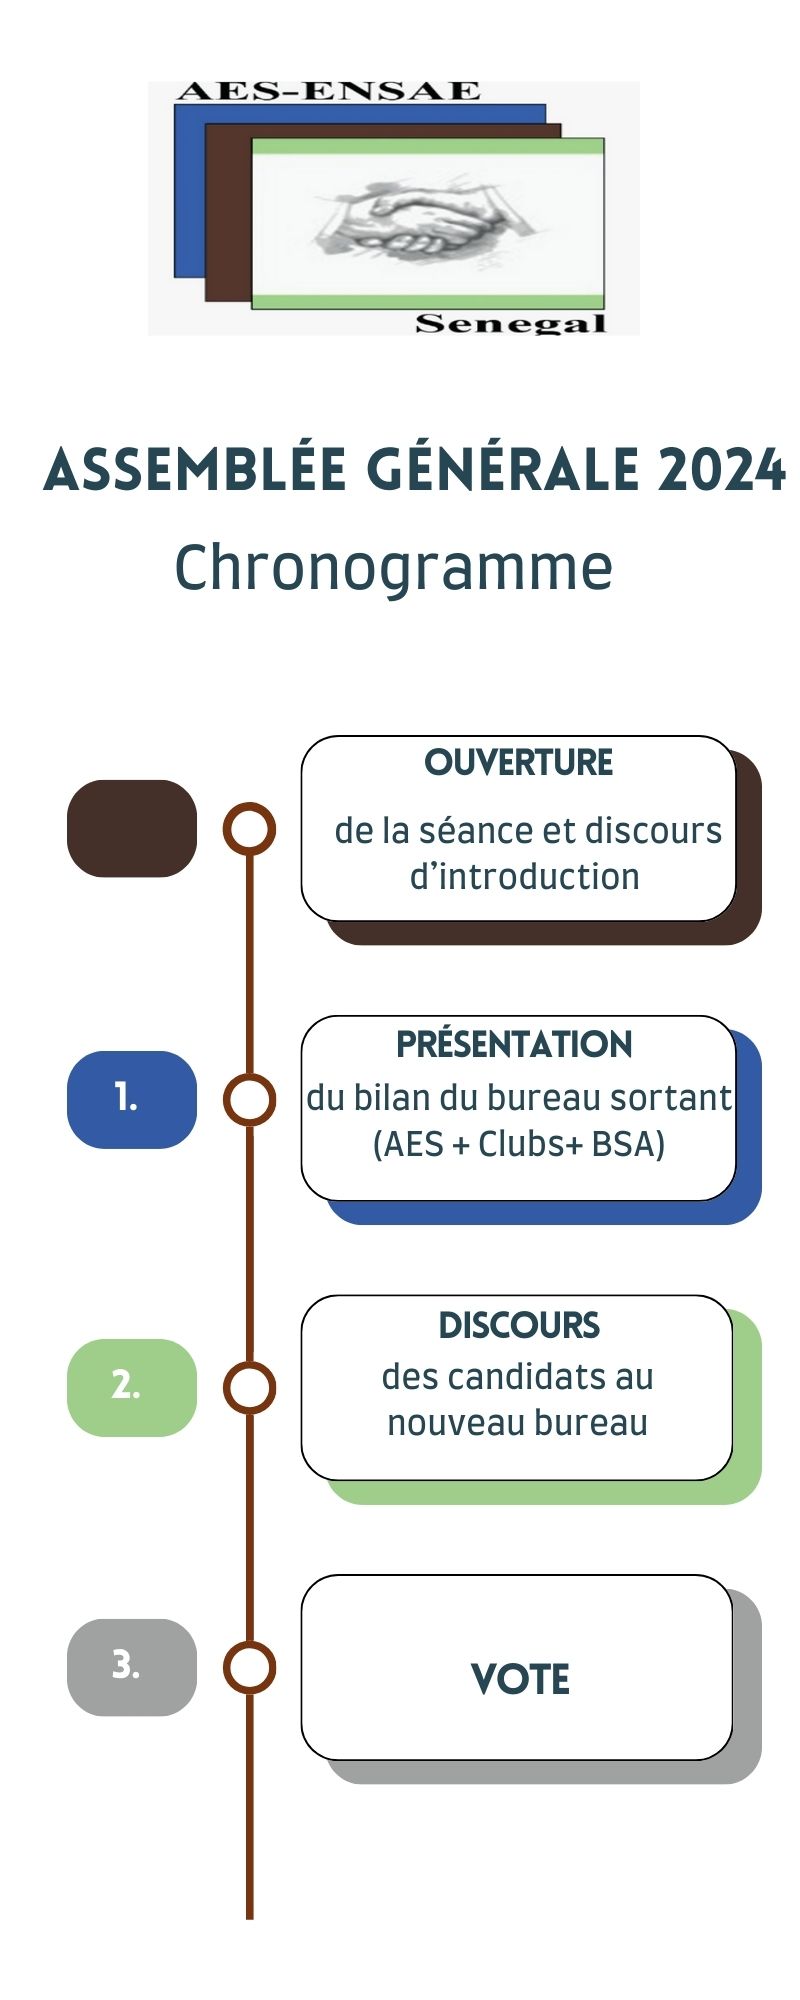 AES-ENSAE
Senegal
ASSEMBLÉE GÉNÉRALE 2024
Chronogramme
OUVERTURE
de la séance et discours
d'introduction
1.
PRÉSENTATION
du bilan du bureau sortant
(AES + Clubs+ BSA)
2.
DISCOURS
des candidats au
nouveau bureau
3.
VOTE